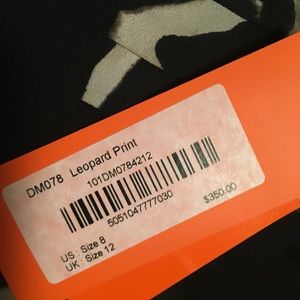 DM078 Leopard Print
101DM0784212
5051047777030
$350.00
US : Size 8
UK : Size 12